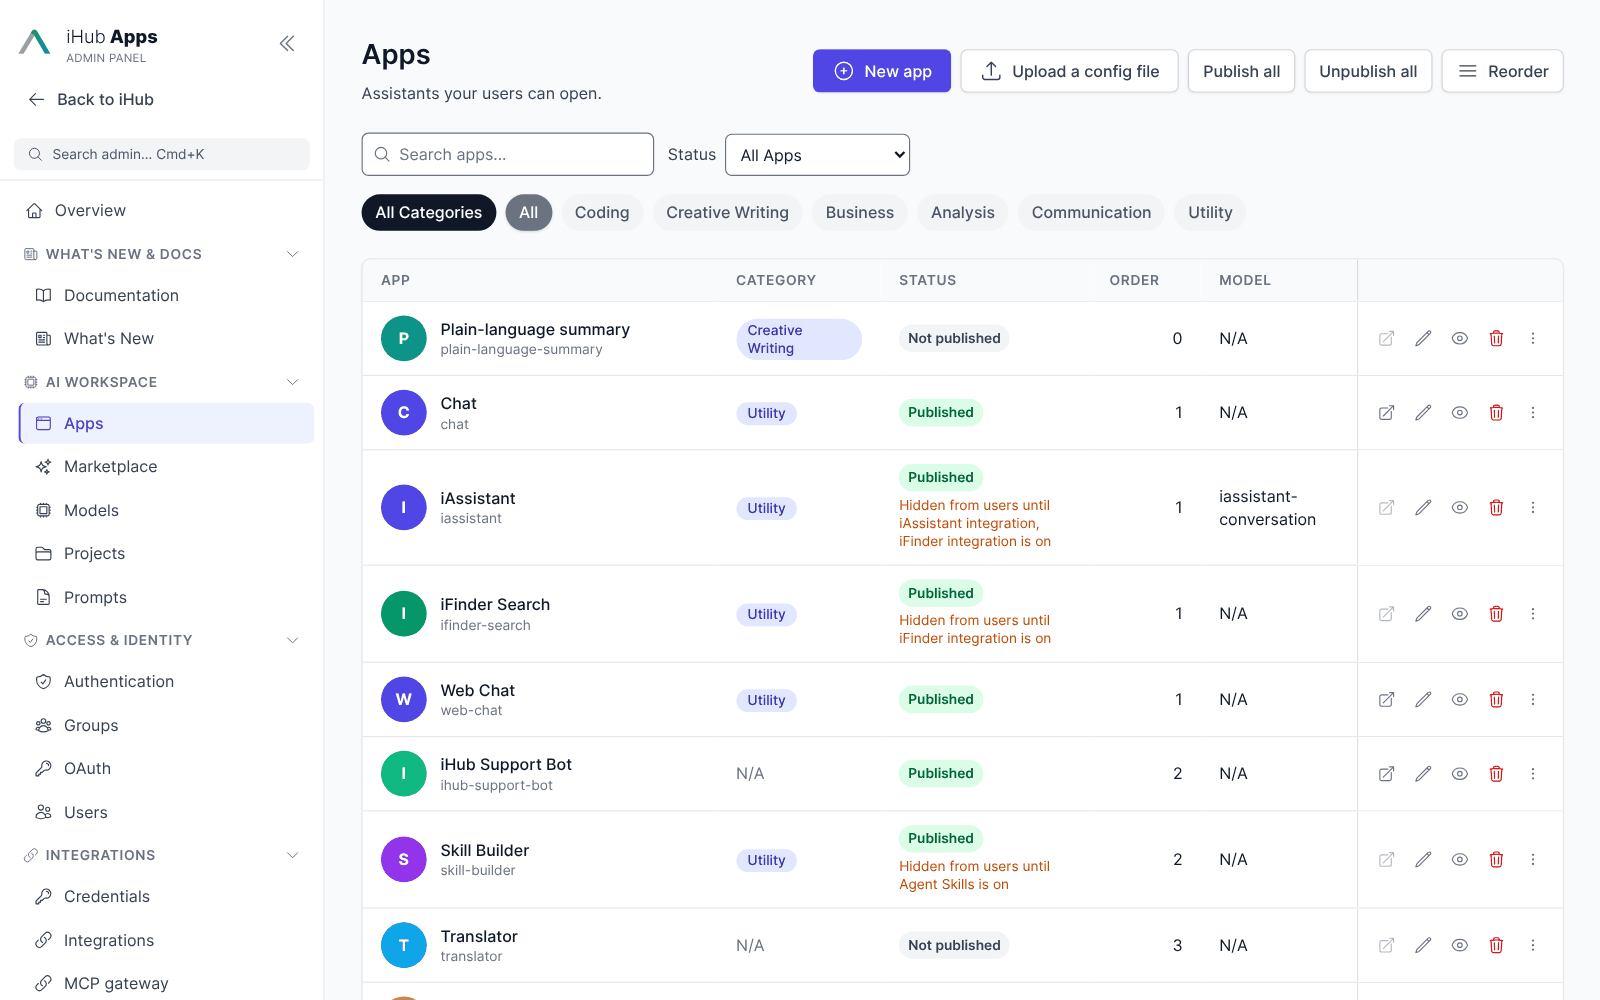 iHub Apps
ADMIN PANEL
Back to iHub
Search admin... Cmd+K
Overview
WHAT'S NEW & DOCS
Documentation
What's New
AI WORKSPACE
Apps
Marketplace
Models
Projects
Prompts
ACCESS & IDENTITY
Authentication
Groups
OAuth
Users
INTEGRATIONS
Credentials
Integrations
MCP gateway
Apps
Assistants your users can open.
New app
Upload a config file
Publish all
Unpublish all
Reorder
Search apps...
Status
All Apps
All Categories
All
Coding
Creative Writing
Business
Analysis
Communication
Utility
APP CATEGORY STATUS ORDER MODEL
P
Plain-language summary
plain-language-summary
Creative
Writing
Not published
0
N/A
C
Chat
chat
Utility
Published
1
N/A
I
iAssistant
iassistant
Utility
Published
Hidden from users until
iAssistant integration,
iFinder integration is on
1
iassistant-
conversation
I
iFinder Search
ifinder-search
Utility
Published
Hidden from users until
iFinder integration is on
1
N/A
W
Web Chat
web-chat
Utility
Published
1
N/A
I
iHub Support Bot
ihub-support-bot
N/A
Published
2
N/A
S
Skill Builder
skill-builder
Utility
Published
Hidden from users until
Agent Skills is on
2
N/A
T
Translator
translator
N/A
Not published
3
N/A